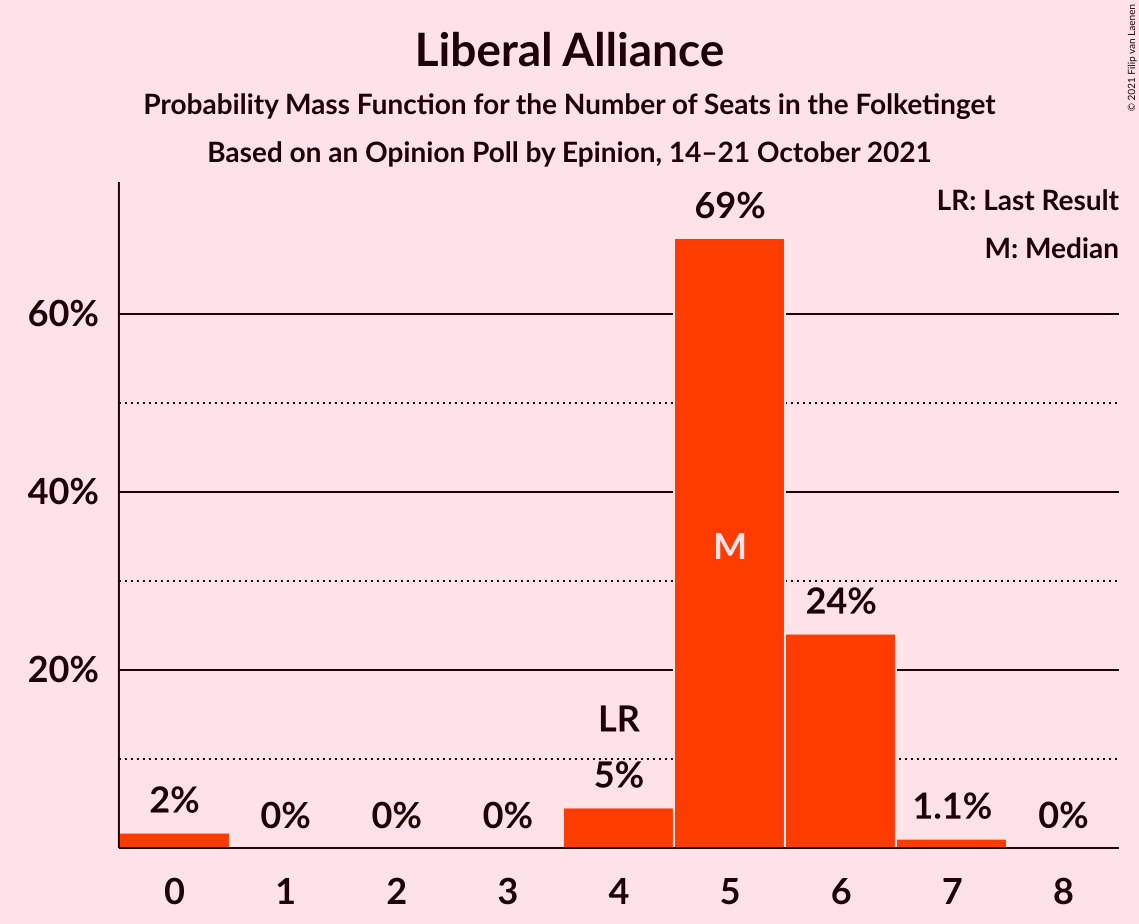 Liberal Alliance
Probability Mass Function for the Number of Seats in the Folketinget
Based on an Opinion Poll by Epinion, 14–21 October 2021
© 2021 Filip van Laenen
LR: Last Result
M: Median
69%
60%
40%
M
24%
20%
LR
5%
2%
0%
0%
0%
1.1%
0%
0 1 2 3 4 5 6 7 8